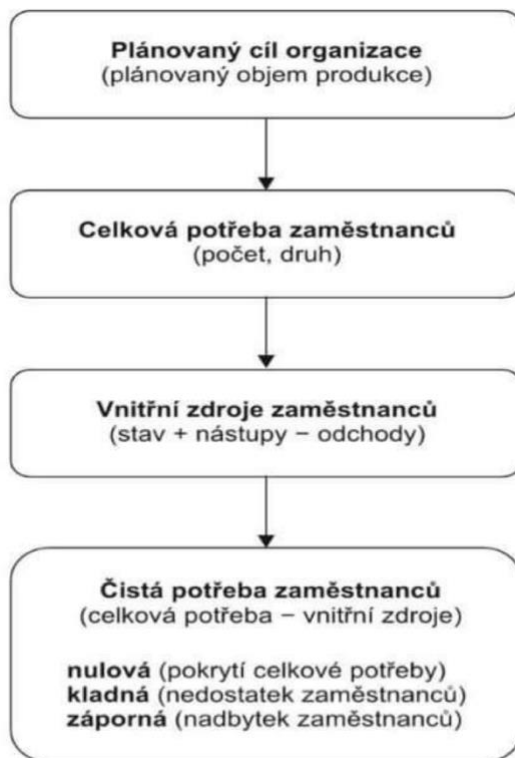 Plánovaný cíl organizace
(plánovaný objem produkce)
Celková potřeba zaměstnanců
(počet, druh)
Vnitřní zdroje zaměstnanců
(stav + nástupy − odchody)
Čistá potřeba zaměstnanců
(celková potřeba − vnitřní zdroje)
nulová (pokrytí celkové potřeby)
kladná (nedostatek zaměstnanců)
záporná (nadbytek zaměstnanců)